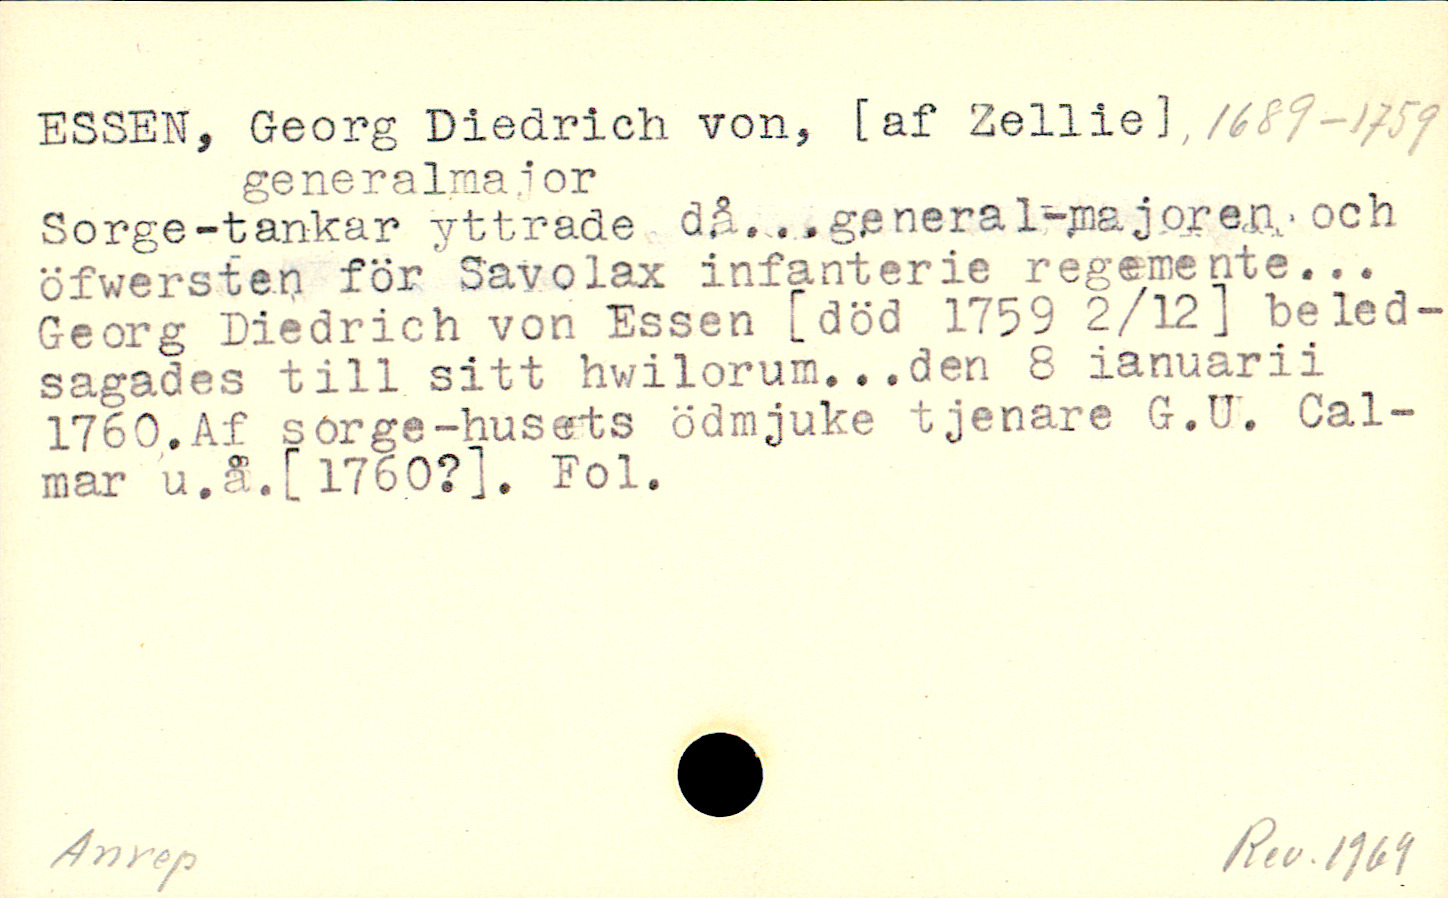 ESSEN, Georg Diedrich von, [af Zellie], 1689-1759
generalmajor
Sorge-tankar yttrade då...general-majoren och
öfwersten för Savolax infanterie regemente...
Georg Diedrich von Essen [död 1759 2/12] beled-
sagades till sitt hwilorum...den 8 ianuarii
1760.Af sorge-husets ödmjuke tjenare G.U. Cal-
mar u.å.[1760?]. Fol.
Anrep
Rev. 1969